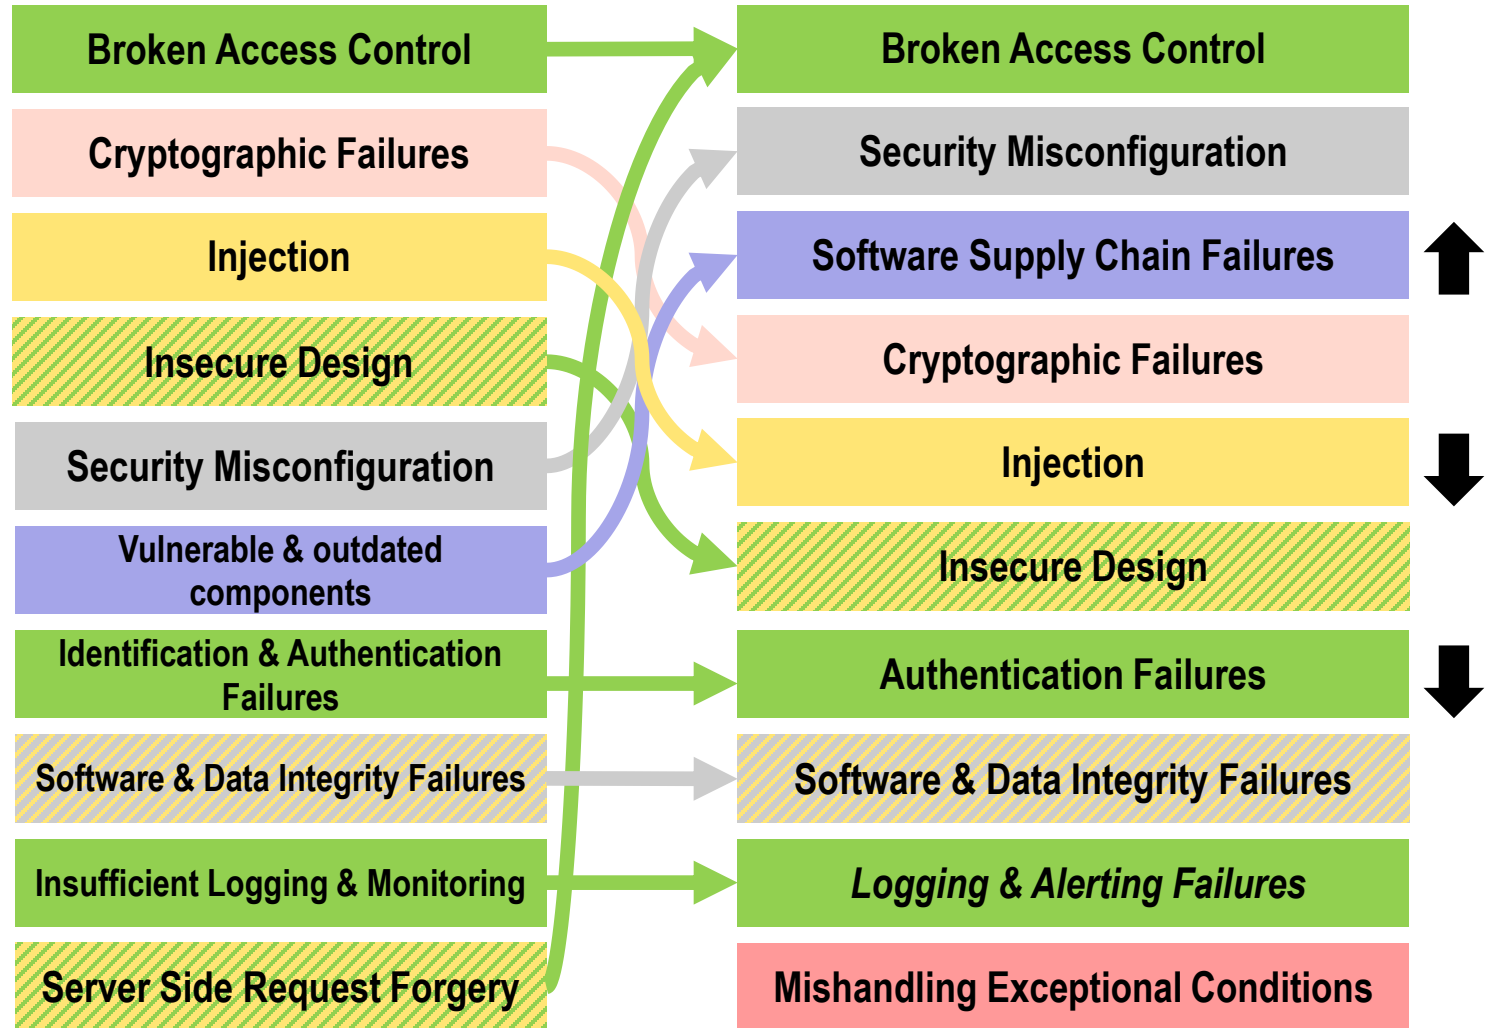 Broken Access Control
Cryptographic Failures
Injection
Insecure Design
Security Misconfiguration
Vulnerable & outdated
components
Identification & Authentication
Failures
Software & Data Integrity Failures
Insufficient Logging & Monitoring
Server Side Request Forgery
Broken Access Control
Security Misconfiguration
Software Supply Chain Failures
Cryptographic Failures
Injection
Insecure Design
Authentication Failures
Software & Data Integrity Failures
Logging & Alerting Failures
Mishandling Exceptional Conditions